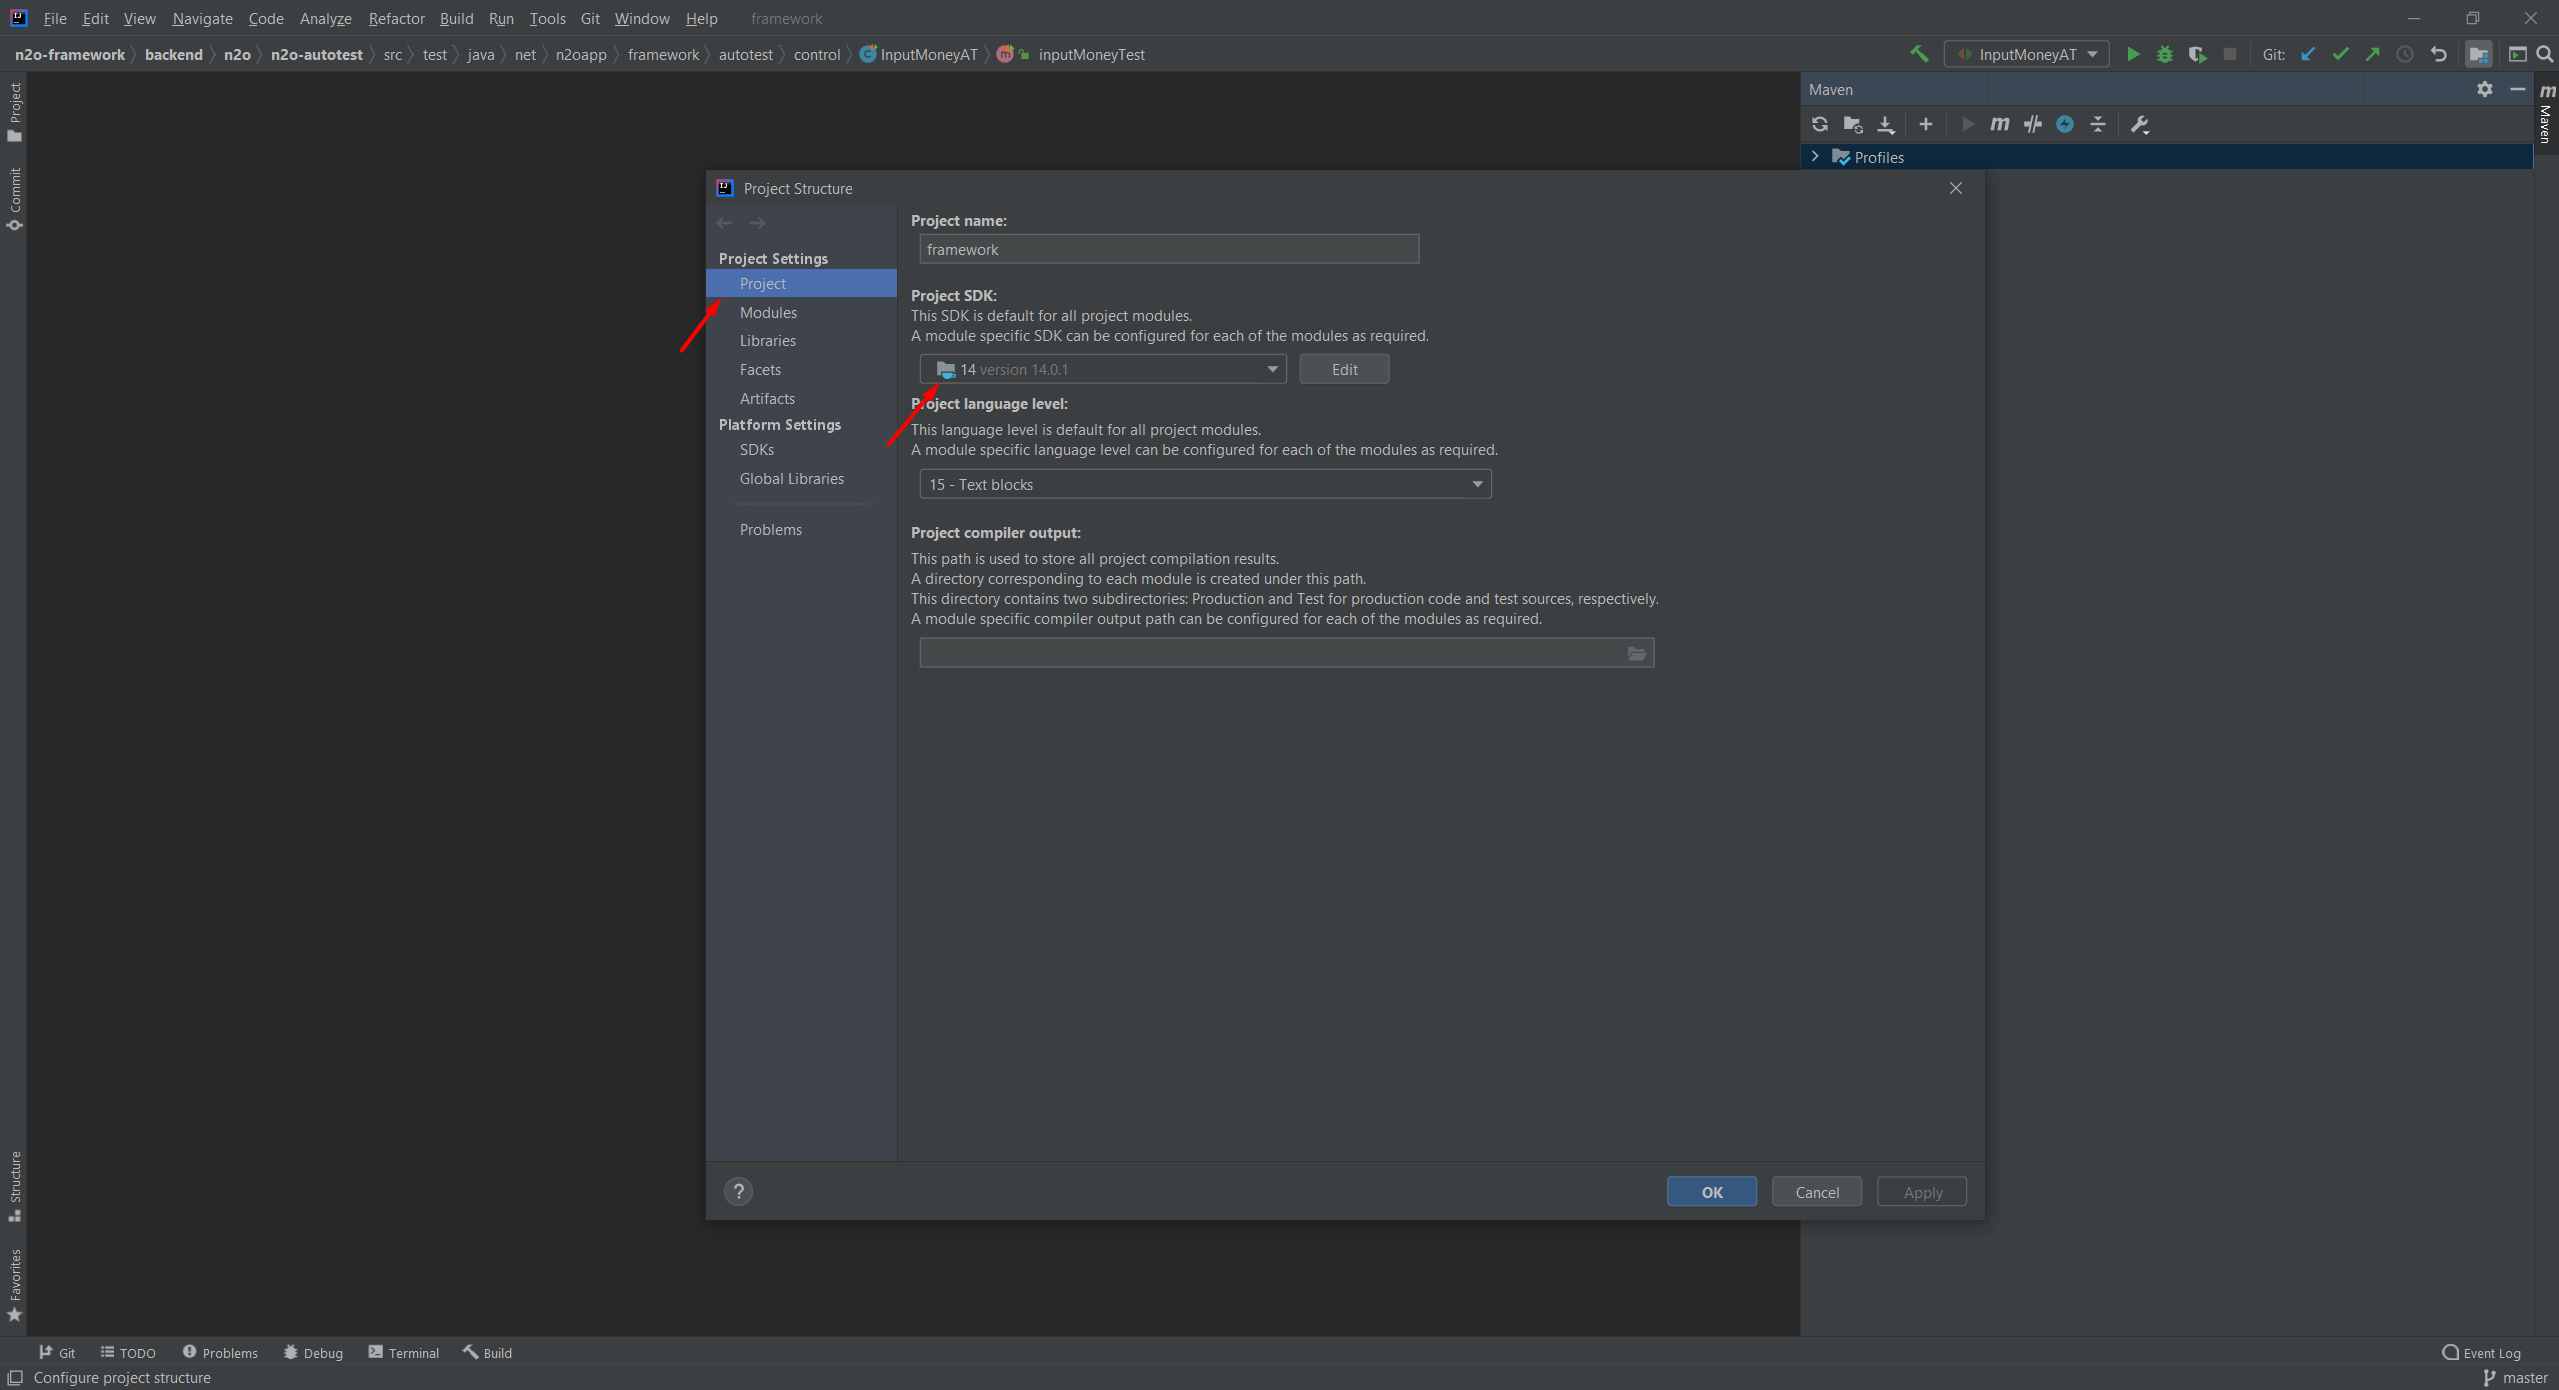 File Edit View Navigate Code Analyze Refactor Build Run Tools Git Window Help framework
n2o-framework backend n2o n2o-autotest src test java net n2oapp framework autotest control InputMoneyAT inputMoneyTest InputMoneyAT Git:
Project
Commit
Structure
Favorites
Maven
Profiles
Maven
Project Structure
Project Settings
Project
Modules
Libraries
Facets
Artifacts
Platform Settings
SDKs
Global Libraries
Problems
Project name:
framework
Project SDK:
This SDK is default for all project modules.
A module specific SDK can be configured for each of the modules as required.
14 version 14.0.1 Edit
Project language level:
This language level is default for all project modules.
A module specific language level can be configured for each of the modules as required.
15 - Text blocks
Project compiler output:
This path is used to store all project compilation results.
A directory corresponding to each module is created under this path.
This directory contains two subdirectories: Production and Test for production code and test sources, respectively.
A module specific compiler output path can be configured for each of the modules as required.
? OK Cancel Apply
Git TODO Problems Debug Terminal Build Event Log
Configure project structure master